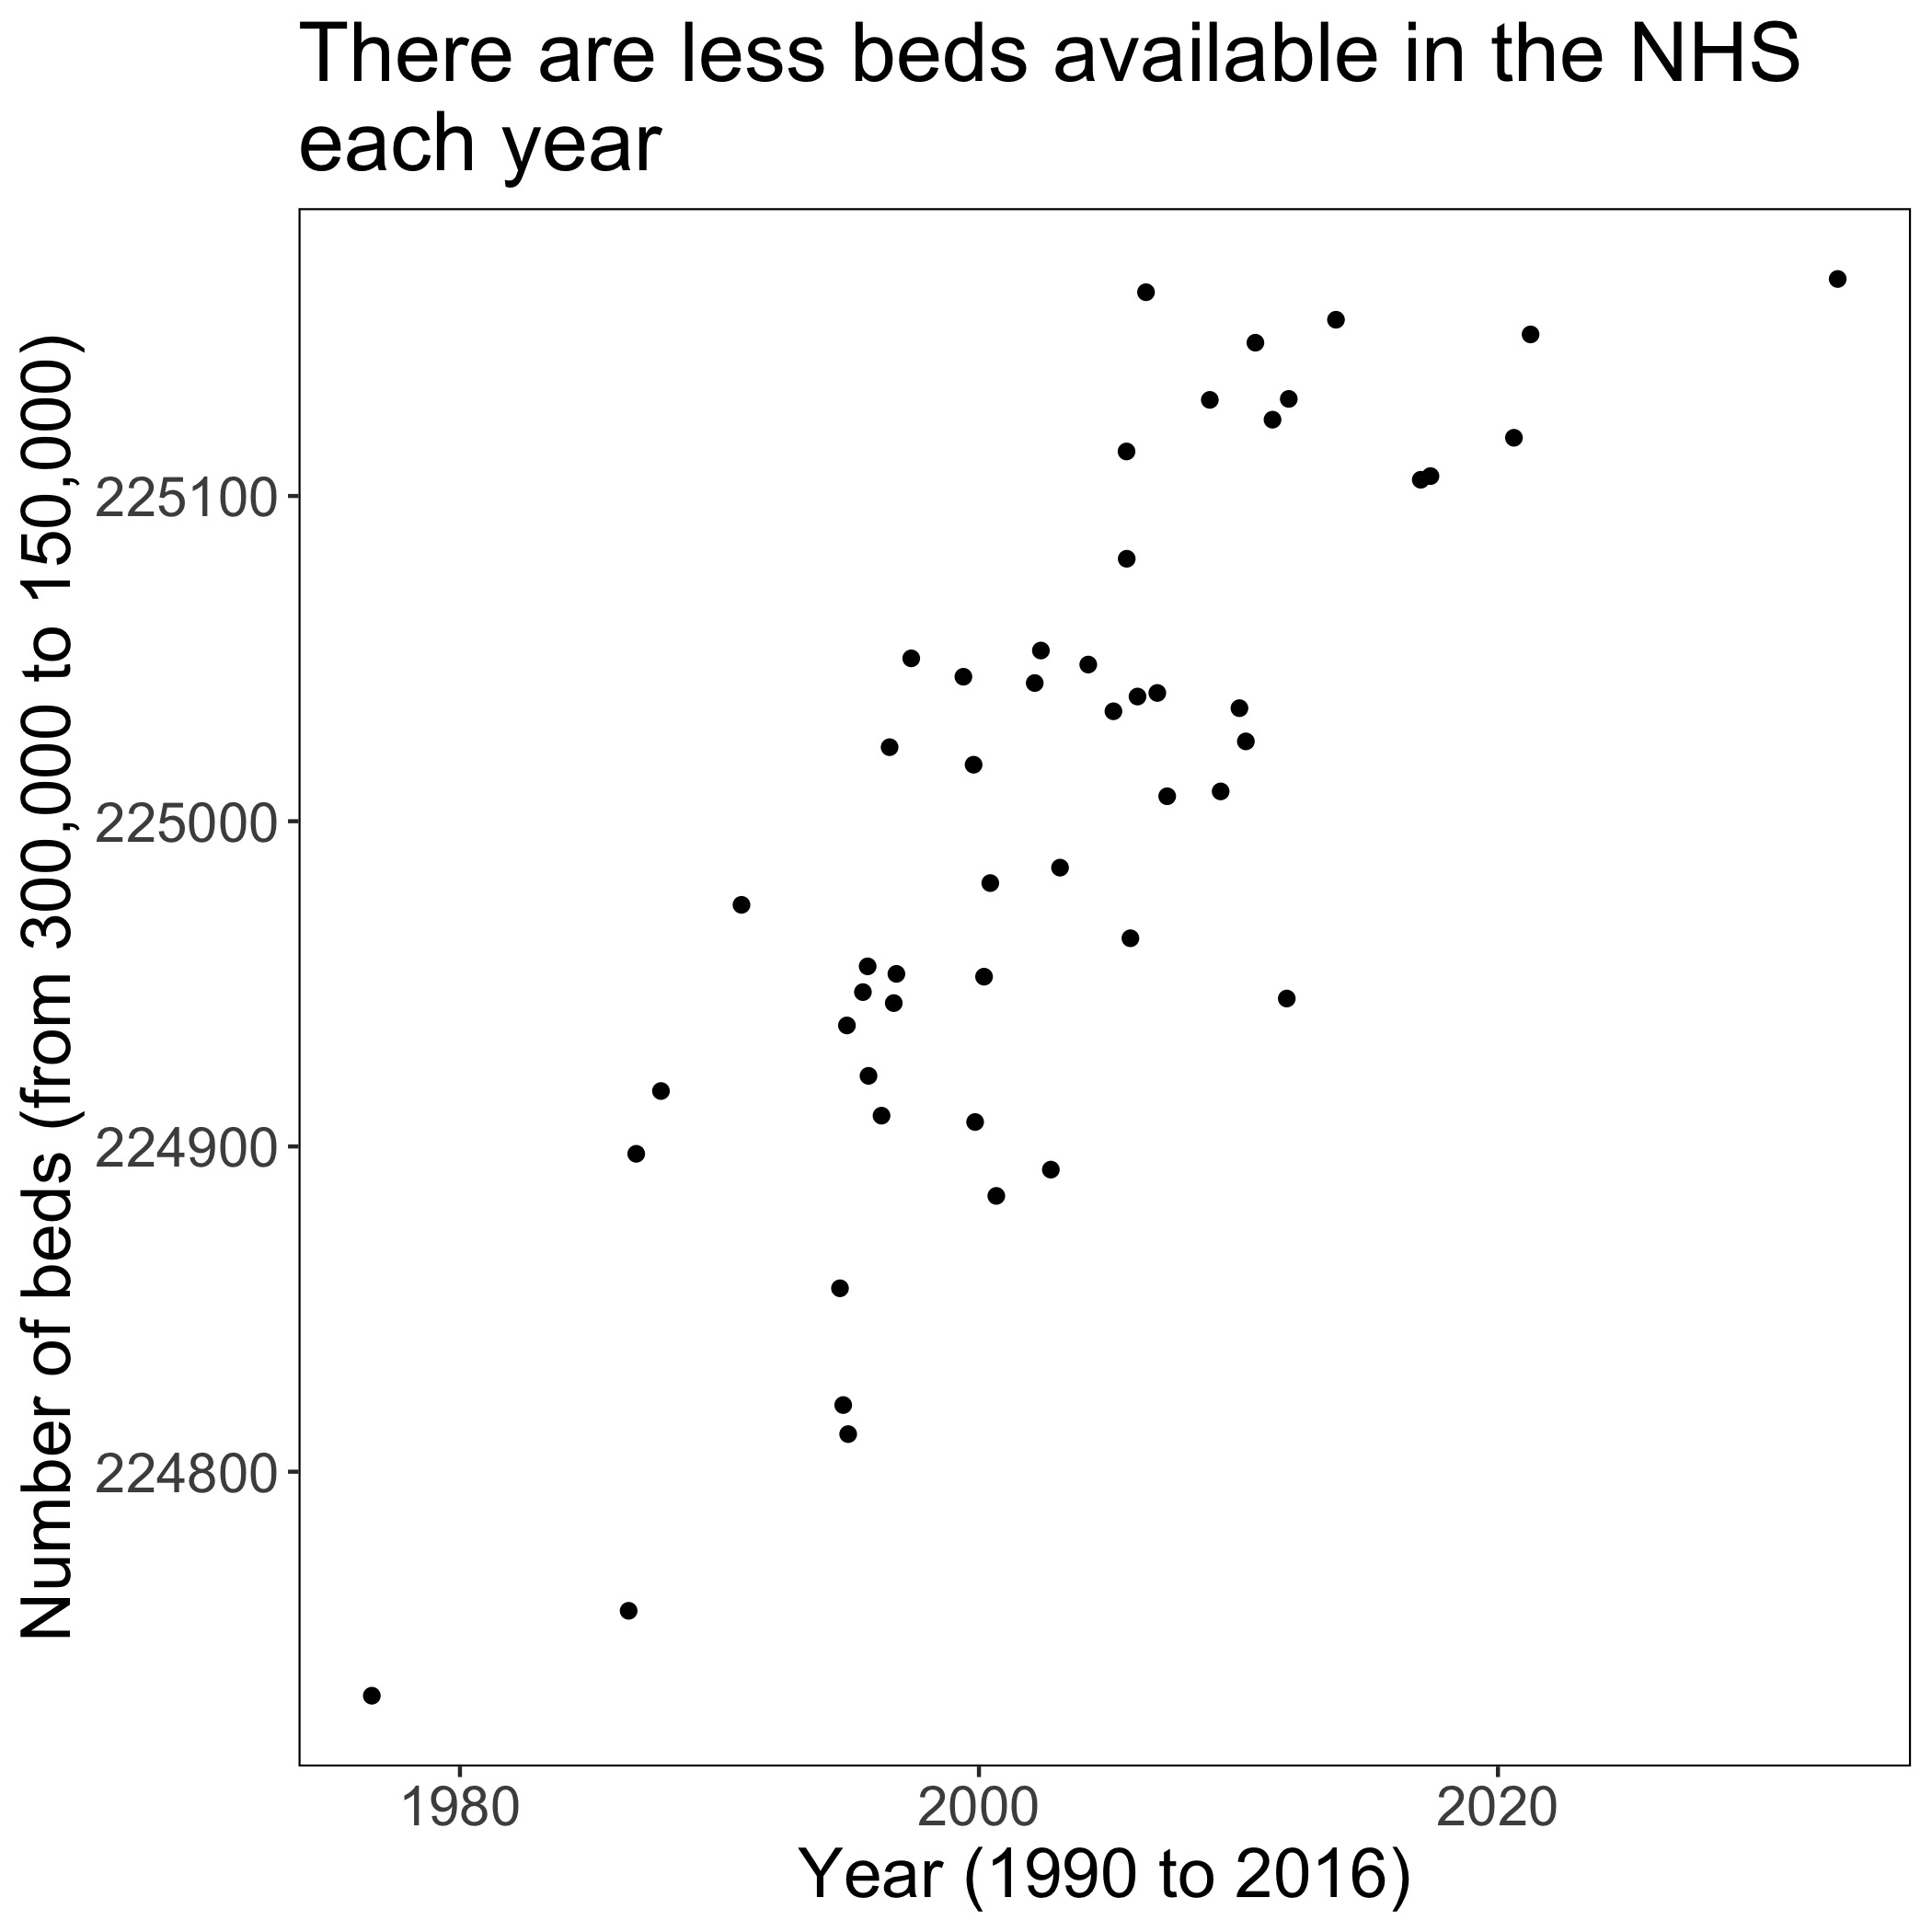 There are less beds available in the NHS
each year
Number of beds (from 300,000 to 150,000)
225100
225000
224900
224800
1980
2000
2020
Year (1990 to 2016)